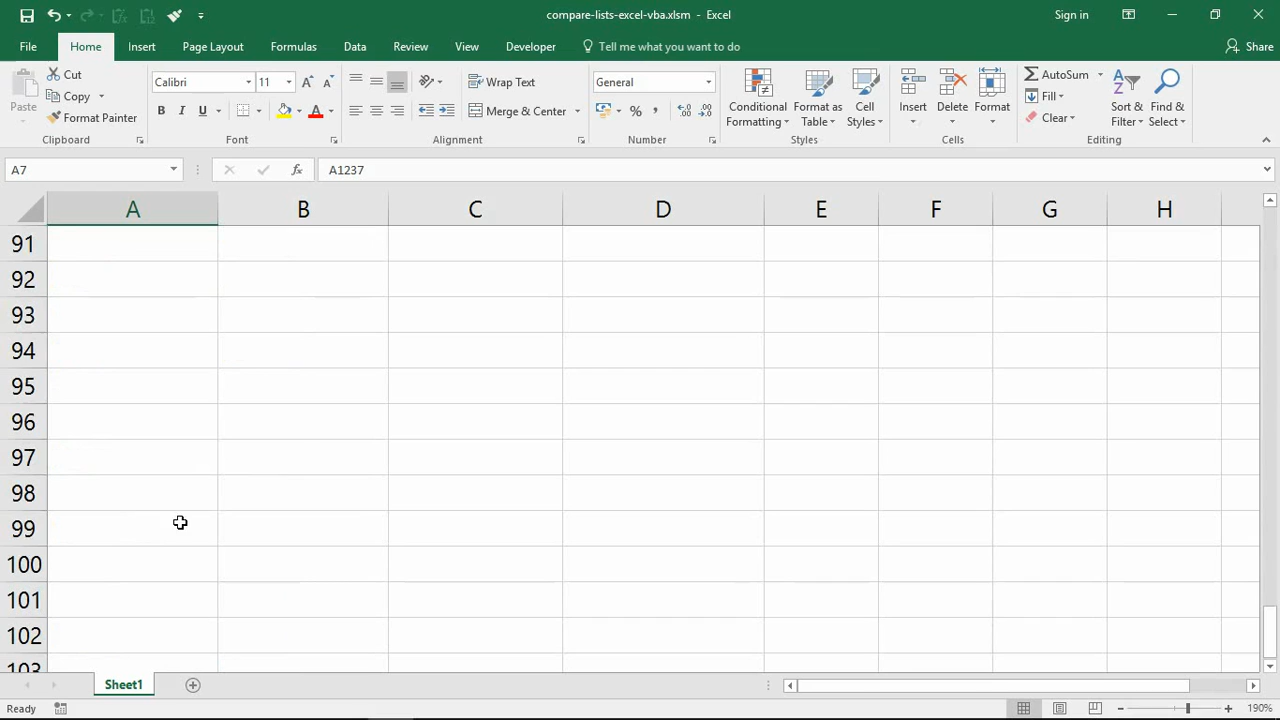 compare-lists-excel-vba.xlsm - Excel
Sign in
File Home Insert Page Layout Formulas Data Review View Developer Tell me what you want to do Share
Paste
Cut
Copy
Format Painter
Clipboard
Calibri 11
B I U
Font
Wrap Text
Merge & Center
Alignment
General
%
Number
Conditional Formatting
Format as Table
Cell Styles
Styles
Insert
Delete
Format
Cells
AutoSum
Fill
Clear
Sort & Filter
Find & Select
Editing
A7 fx A1237
A B C D E F G H
91
92
93
94
95
96
97
98
99
100
101
102
103
Sheet1
Ready 190%